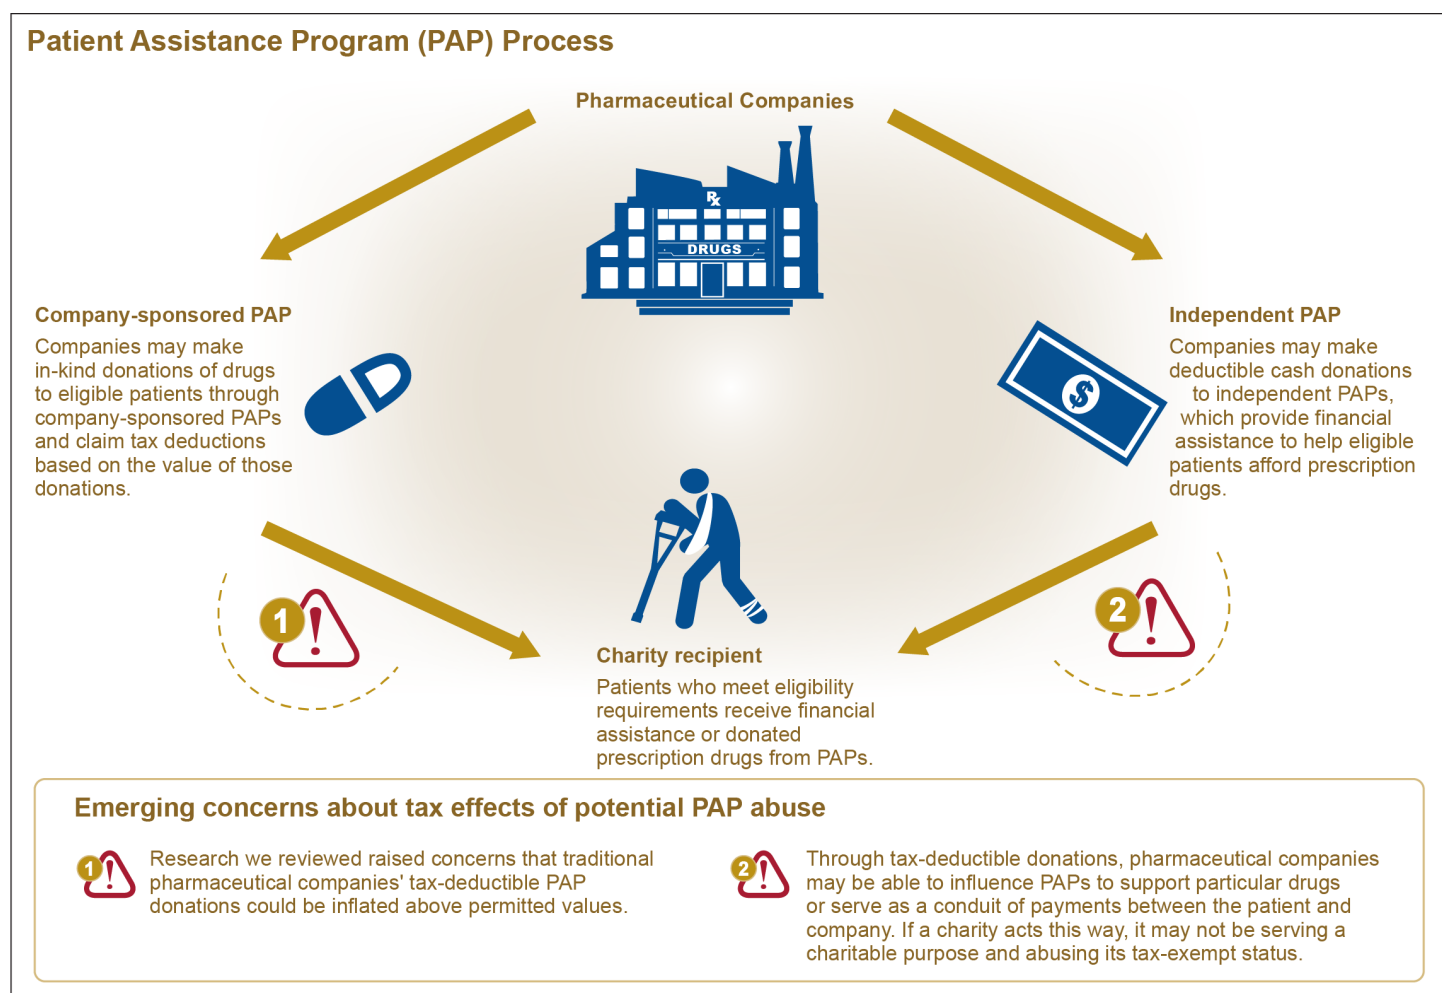 Patient Assistance Program (PAP) Process
Pharmaceutical Companies
Rx
DRUGS
Company-sponsored PAP
Companies may make
in-kind donations of drugs
to eligible patients through
company-sponsored PAPs
and claim tax deductions
based on the value of those
donations.
$
Independent PAP
Companies may make
deductible cash donations
to independent PAPs,
which provide financial
assistance to help eligible
patients afford prescription
drugs.
1
!
2
!
Charity recipient
Patients who meet eligibility
requirements receive financial
assistance or donated
prescription drugs from PAPs.
Emerging concerns about tax effects of potential PAP abuse
1
!
Research we reviewed raised concerns that traditional
pharmaceutical companies' tax-deductible PAP
donations could be inflated above permitted values.
2
!
Through tax-deductible donations, pharmaceutical companies
may be able to influence PAPs to support particular drugs
or serve as a conduit of payments between the patient and
company. If a charity acts this way, it may not be serving a
charitable purpose and abusing its tax-exempt status.